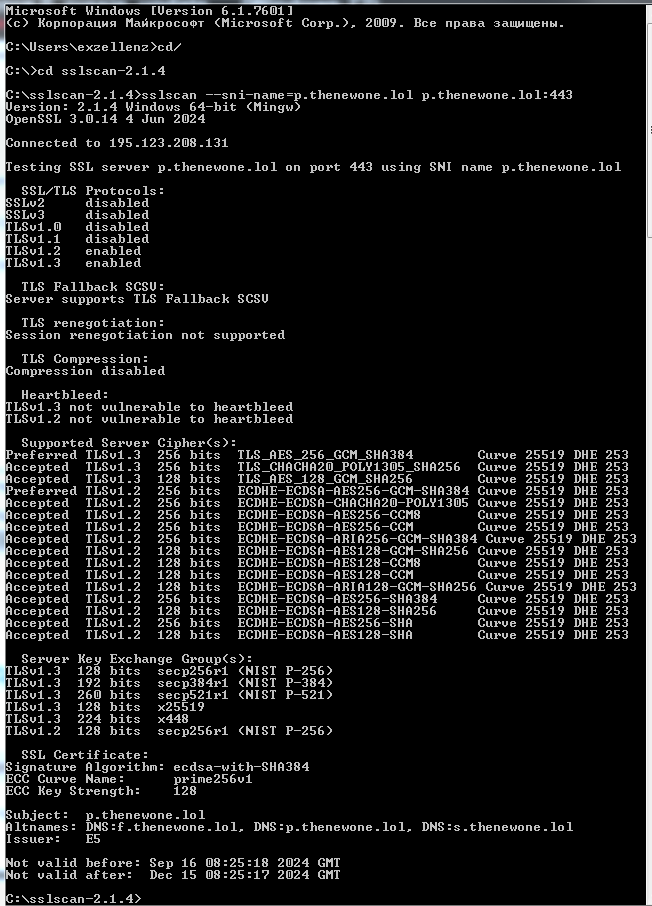 Microsoft Windows [Version 6.1.7601]
(c) Корпорация Майкрософт (Microsoft Corp.), 2009. Все права защищены.
C:\Users\exzellenz>cd/
C:\>cd sslscan-2.1.4
C:\sslscan-2.1.4>sslscan --sni-name=p.thenewone.lol p.thenewone.lol:443
Version: 2.1.4 Windows 64-bit (Mingw)
OpenSSL 3.0.14 4 Jun 2024
Connected to 195.123.208.131
Testing SSL server p.thenewone.lol on port 443 using SNI name p.thenewone.lol
SSL/TLS Protocols:
SSLv2 disabled
SSLv3 disabled
TLSv1.0 disabled
TLSv1.1 disabled
TLSv1.2 enabled
TLSv1.3 enabled
TLS Fallback SCSV:
Server supports TLS Fallback SCSV
TLS renegotiation:
Session renegotiation not supported
TLS Compression:
Compression disabled
Heartbleed:
TLSv1.3 not vulnerable to heartbleed
TLSv1.2 not vulnerable to heartbleed
Supported Server Cipher(s):
Preferred TLSv1.3 256 bits TLS_AES_256_GCM_SHA384 Curve 25519 DHE 253
Accepted TLSv1.3 256 bits TLS_CHACHA20_POLY1305_SHA256 Curve 25519 DHE 253
Accepted TLSv1.3 128 bits TLS_AES_128_GCM_SHA256 Curve 25519 DHE 253
Preferred TLSv1.2 256 bits ECDHE-ECDSA-AES256-GCM-SHA384 Curve 25519 DHE 253
Accepted TLSv1.2 256 bits ECDHE-ECDSA-CHACHA20-POLY1305 Curve 25519 DHE 253
Accepted TLSv1.2 256 bits ECDHE-ECDSA-AES256-CCM8 Curve 25519 DHE 253
Accepted TLSv1.2 256 bits ECDHE-ECDSA-AES256-CCM Curve 25519 DHE 253
Accepted TLSv1.2 256 bits ECDHE-ECDSA-ARIA256-GCM-SHA384 Curve 25519 DHE 253
Accepted TLSv1.2 128 bits ECDHE-ECDSA-AES128-GCM-SHA256 Curve 25519 DHE 253
Accepted TLSv1.2 128 bits ECDHE-ECDSA-AES128-CCM8 Curve 25519 DHE 253
Accepted TLSv1.2 128 bits ECDHE-ECDSA-AES128-CCM Curve 25519 DHE 253
Accepted TLSv1.2 128 bits ECDHE-ECDSA-ARIA128-GCM-SHA256 Curve 25519 DHE 253
Accepted TLSv1.2 256 bits ECDHE-ECDSA-AES256-SHA384 Curve 25519 DHE 253
Accepted TLSv1.2 128 bits ECDHE-ECDSA-AES128-SHA256 Curve 25519 DHE 253
Accepted TLSv1.2 256 bits ECDHE-ECDSA-AES256-SHA Curve 25519 DHE 253
Accepted TLSv1.2 128 bits ECDHE-ECDSA-AES128-SHA Curve 25519 DHE 253
Server Key Exchange Group(s):
TLSv1.3 128 bits secp256r1 (NIST P-256)
TLSv1.3 192 bits secp384r1 (NIST P-384)
TLSv1.3 260 bits secp521r1 (NIST P-521)
TLSv1.3 128 bits x25519
TLSv1.3 224 bits x448
TLSv1.2 128 bits secp256r1 (NIST P-256)
SSL Certificate:
Signature Algorithm: ecdsa-with-SHA384
ECC Curve Name: prime256v1
ECC Key Strength: 128
Subject: p.thenewone.lol
Altnames: DNS:f.thenewone.lol, DNS:p.thenewone.lol, DNS:s.thenewone.lol
Issuer: E5
Not valid before: Sep 16 08:25:18 2024 GMT
Not valid after: Dec 15 08:25:17 2024 GMT
C:\sslscan-2.1.4>